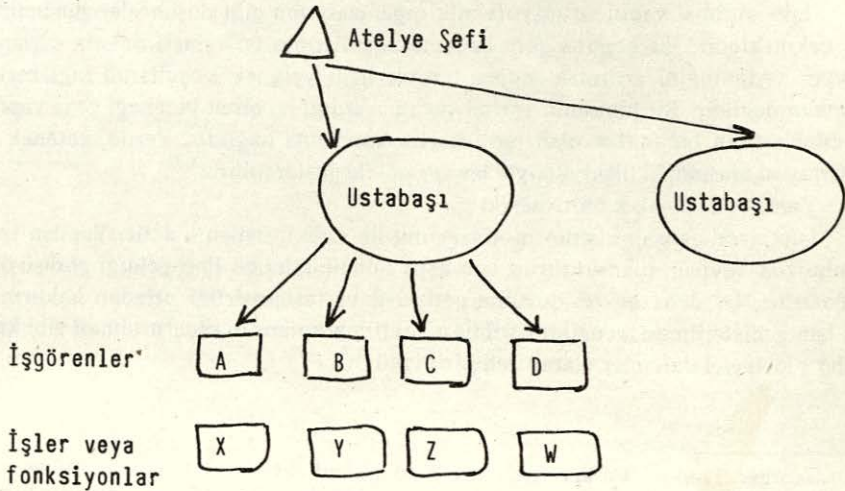 Atelye Şefi
Ustabaşı
Ustabaşı
İşgörenler*
A
B
C
D
İşler veya
fonksiyonlar
X
Y
Z
W